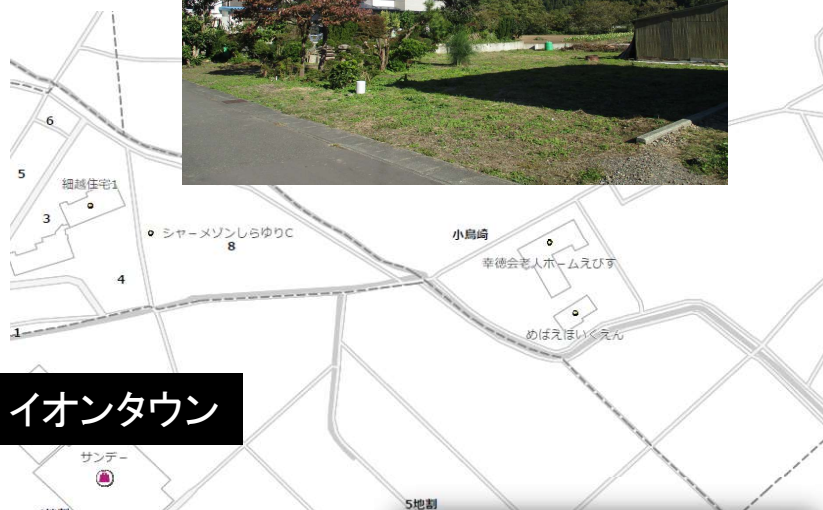 6
5
細越住宅1
3
シャーメゾンしらゆりC
8
小鳥崎
幸徳会老人ホームえびす
4
めばえほいくえん
1
イオンタウン
サンデー
5地割